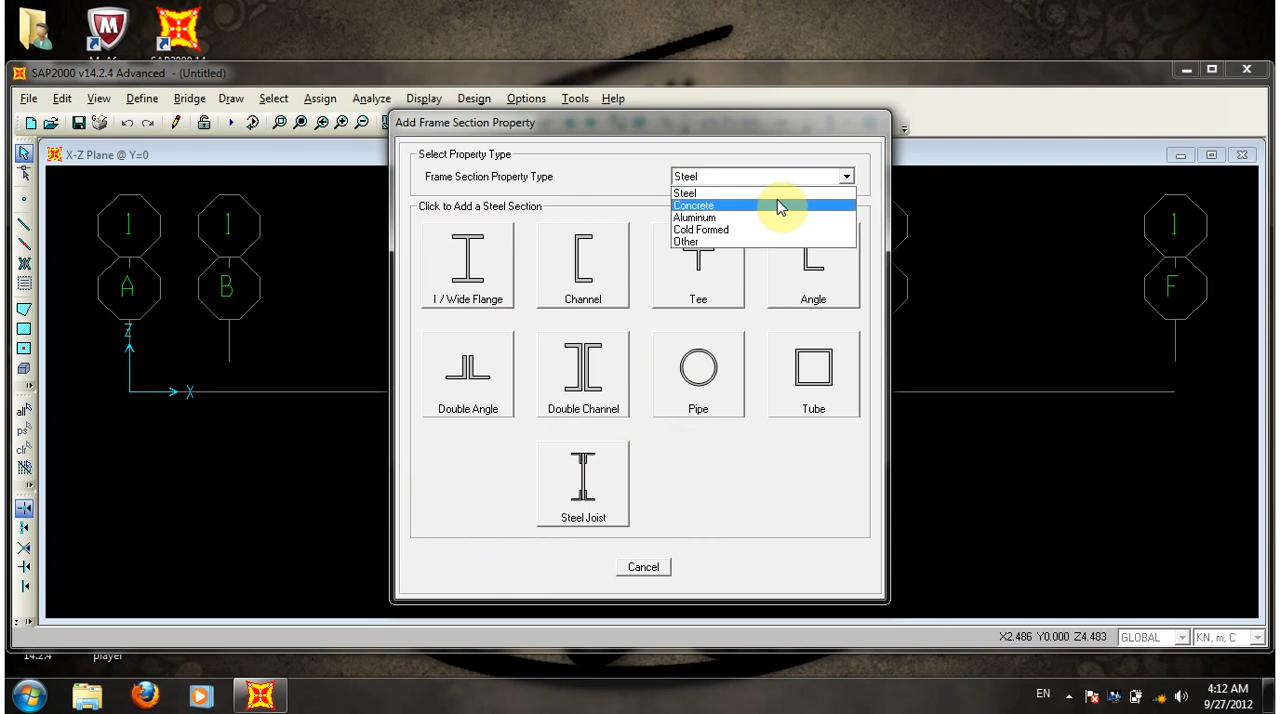 SAP2000 v14.2.4 Advanced - (Untitled)
File Edit View Define Bridge Draw Select Assign Analyze Display Design Options Tools Help
Add Frame Section Property
X-Z Plane @ Y=0
Select Property Type
Frame Section Property Type
Steel
Steel
Concrete
Aluminum
Cold Formed
Other
Click to Add a Steel Section
I / Wide Flange
Channel
Tee
Angle
Double Angle
Double Channel
Pipe
Tube
Steel Joist
Cancel
1 1 1
A B F
Z
X
all
ps
clr
X2.486 Y0.000 Z4.483
GLOBAL
KN, m, C
14.2.4
player
EN
4:12 AM
9/27/2012